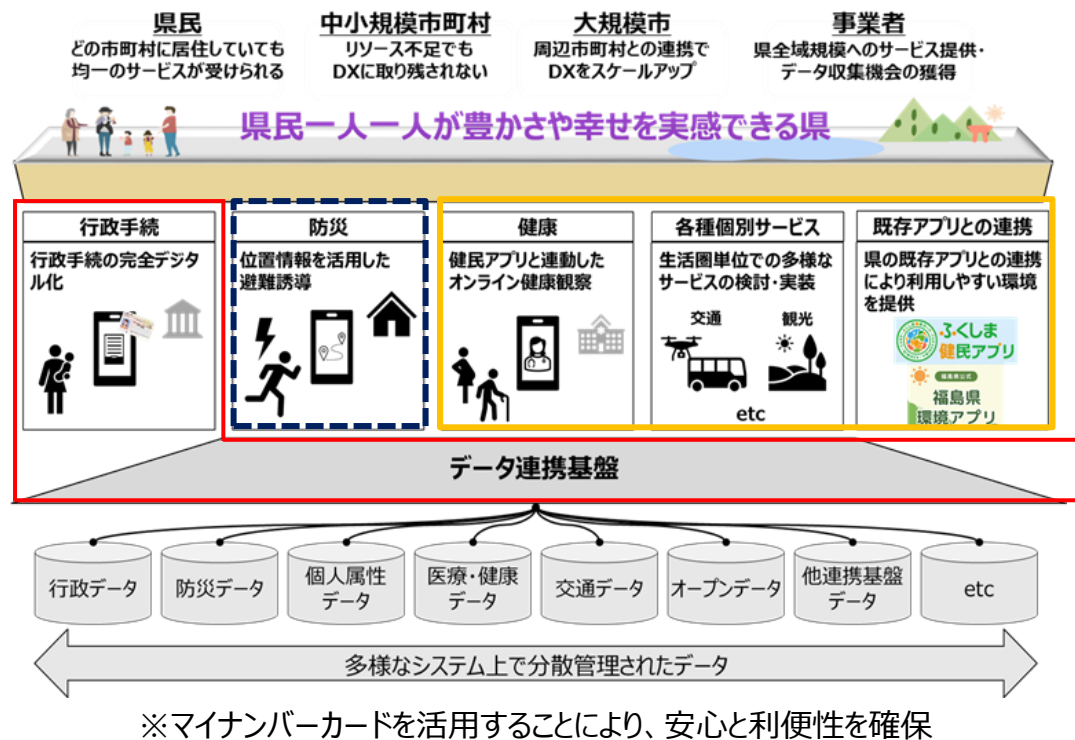 県民
どの市町村に居住していても
均一のサービスが受けられる
中小規模市町村
リソース不足でも
DXに取り残されない
大規模市
周辺市町村との連携で
DXをスケールアップ
事業者
県全域規模へのサービス提供・
データ収集機会の獲得
県民一人一人が豊かさや幸せを実感できる県
行政手続
行政手続の完全デジタ
ル化
防災
位置情報を活用した
避難誘導
健康
健民アプリと連動した
オンライン健康観察
各種個別サービス
生活圏単位での多様な
サービスの検討・実装
交通
観光
etc
既存アプリとの連携
県の既存アプリとの連携
により利用しやすい環境
を提供
ふくしま
健民アプリ
福島県公式
福島県
環境アプリ
データ連携基盤
行政データ
防災データ
個人属性
データ
医療・健康
データ
交通データ
オープンデータ
他連携基盤
データ
etc
多様なシステム上で分散管理されたデータ
※マイナンバーカードを活用することにより、安心と利便性を確保